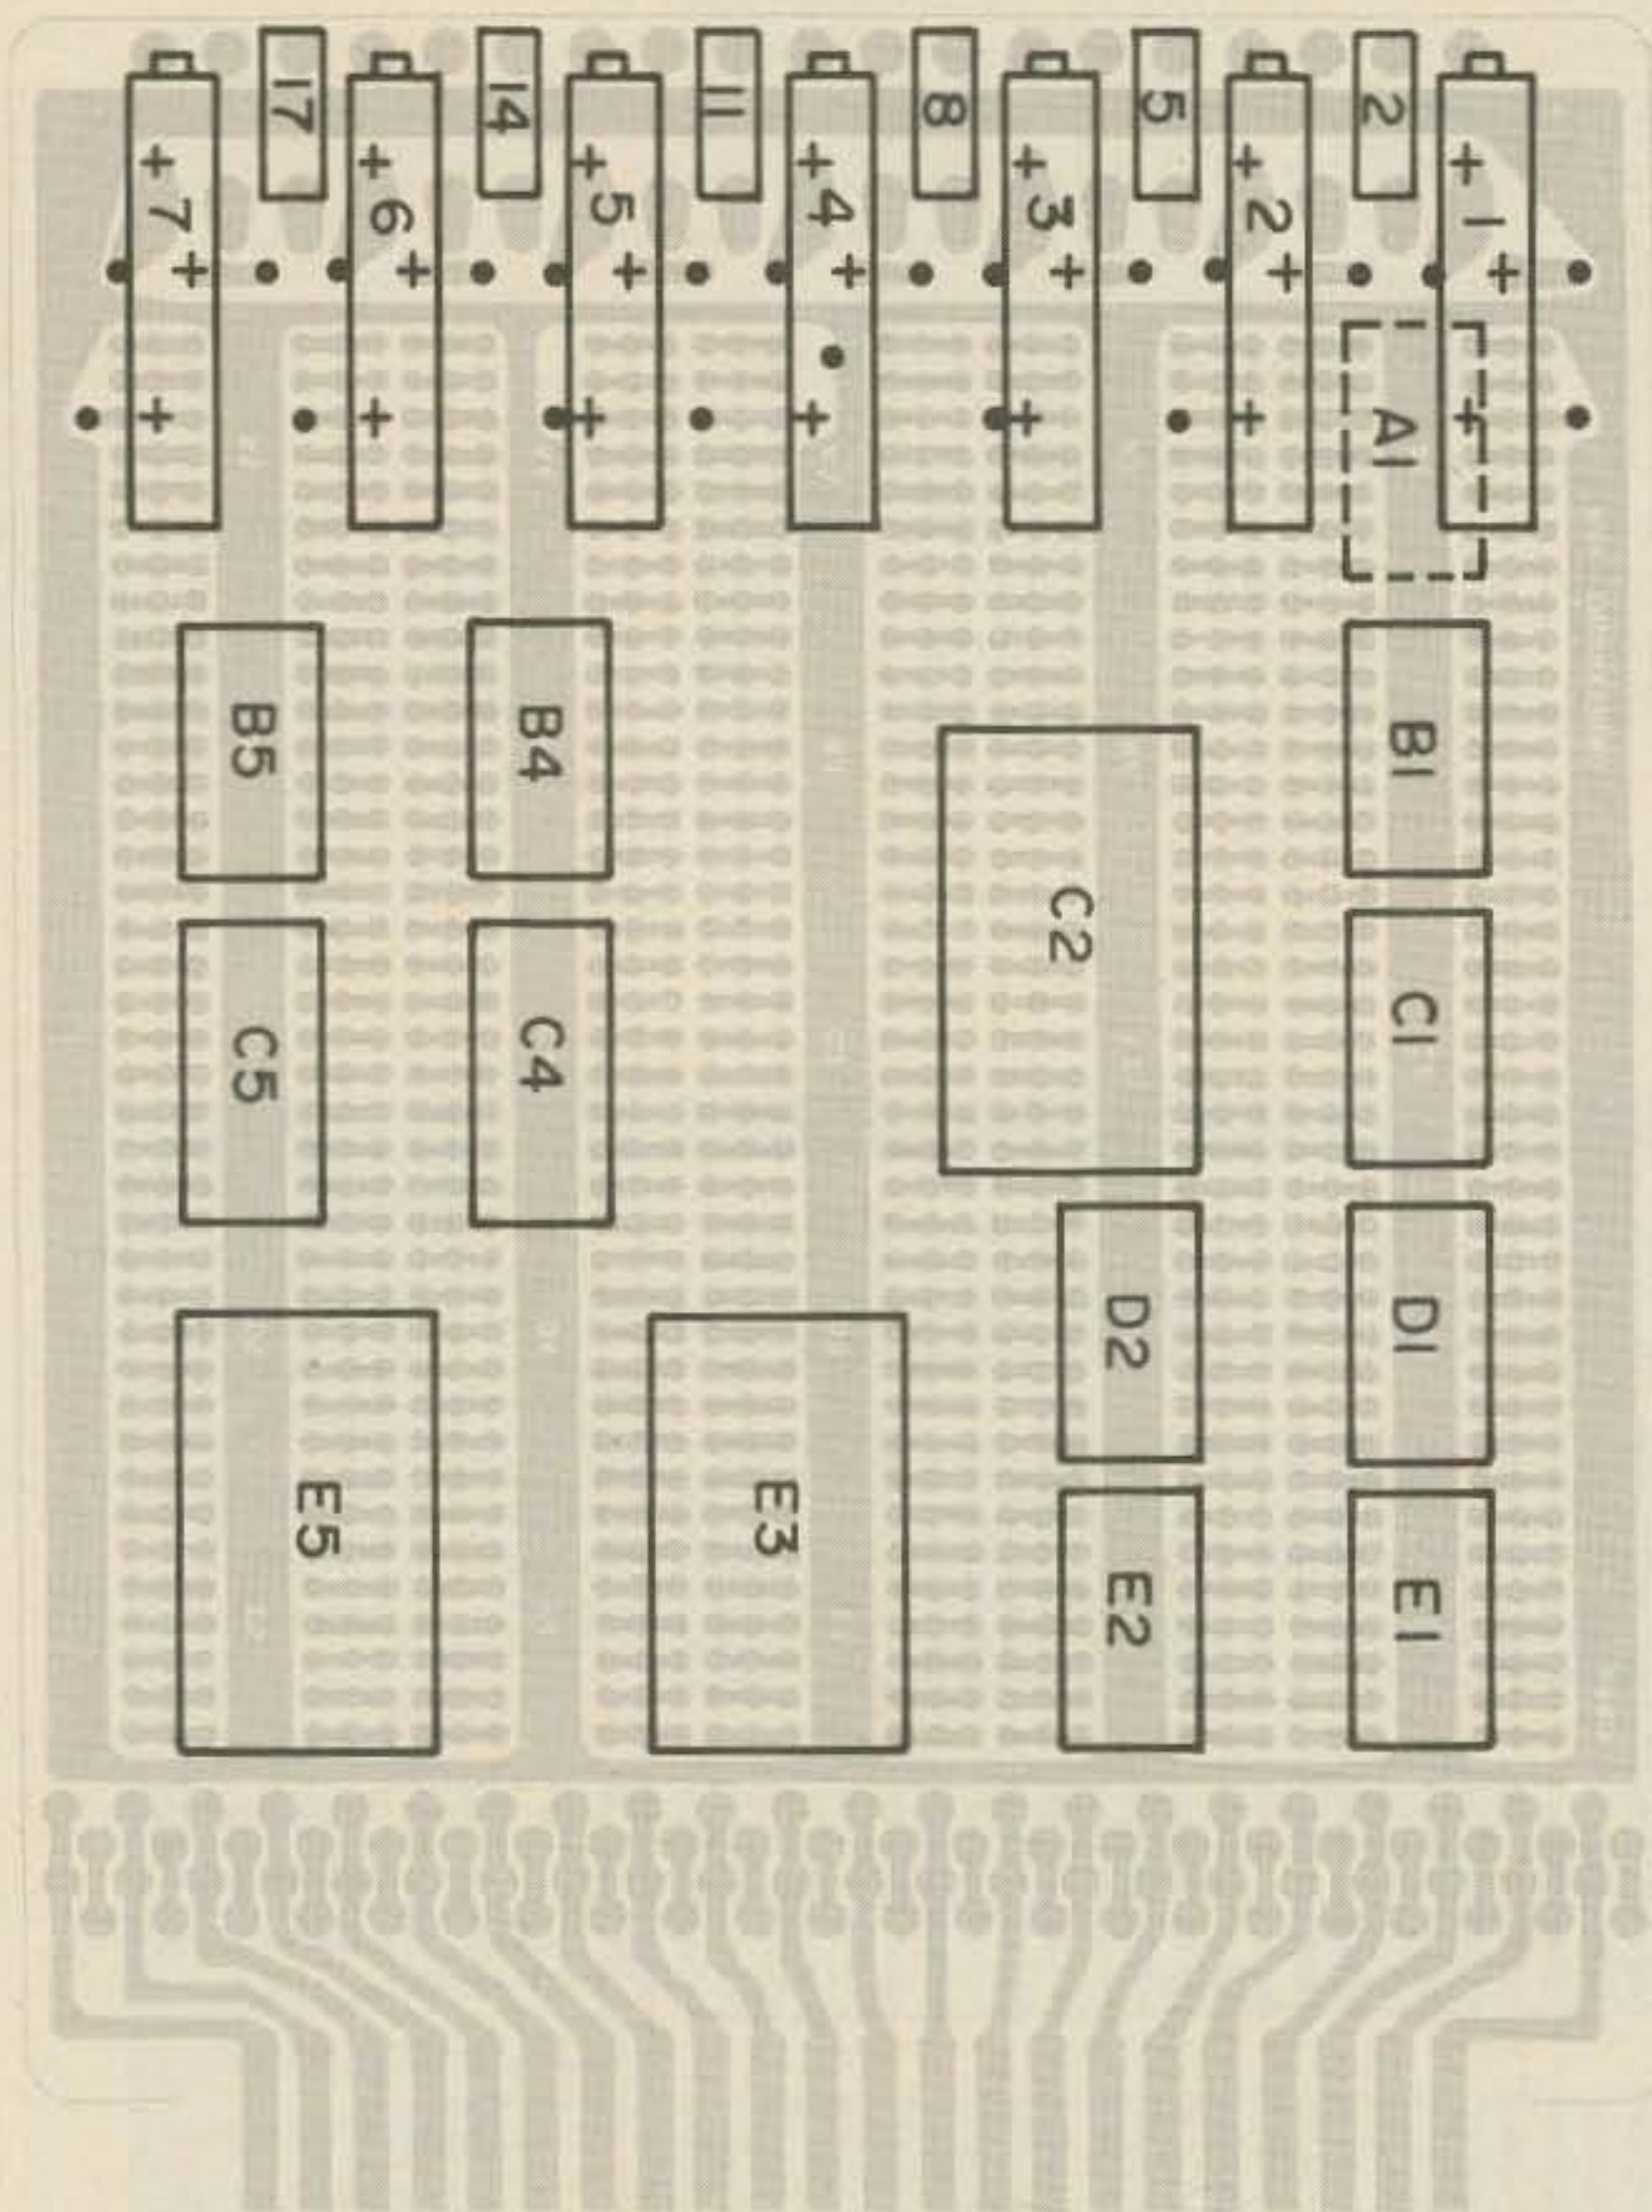 17 14 11 8 5 2
+ + + + + + +
7 6 5 4 3 2 1
+ + + + + + +
+ + + + + + +
A1
B5 B4 B1
C2
C5 C4 C1
D2 D1
E5 E3 E2 E1